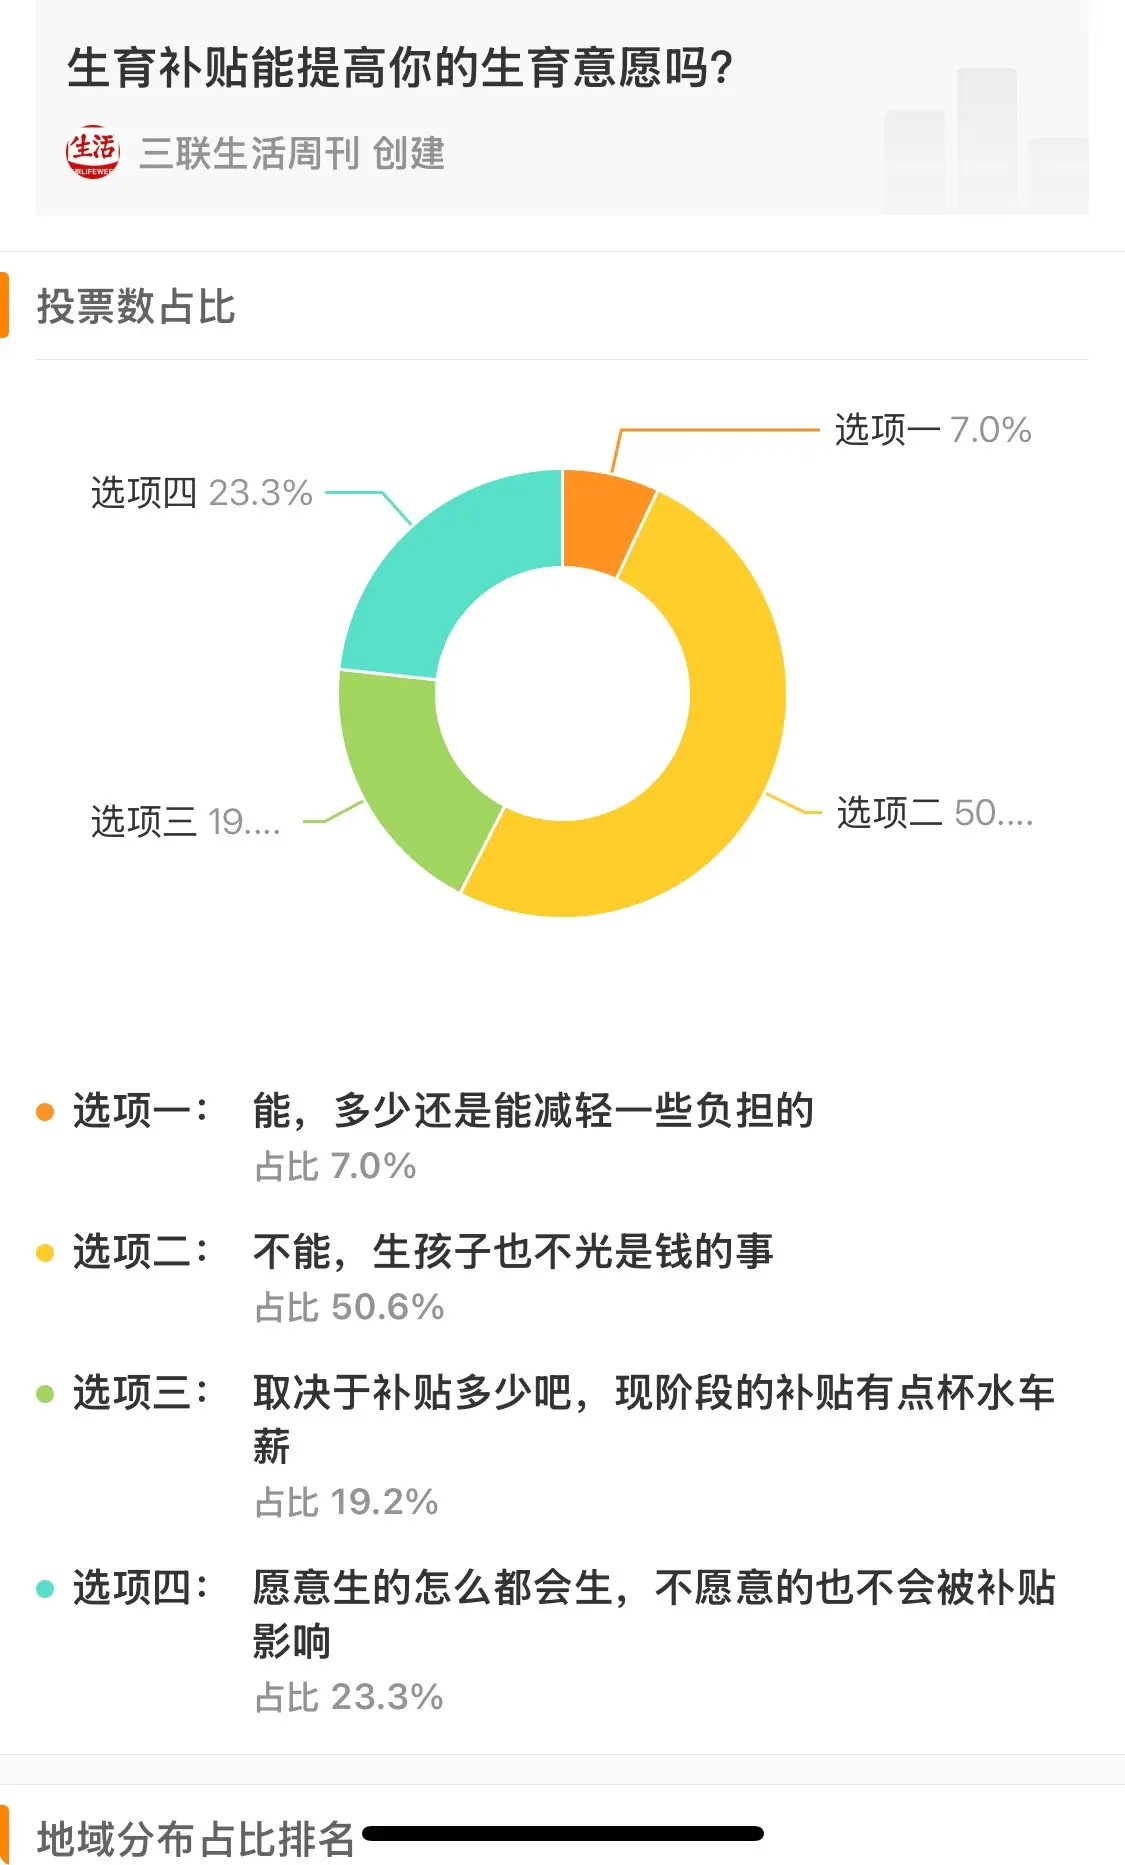 生育补贴能提高你的生育意愿吗?
生活
LIFEWEE
三联生活周刊 创建
投票数占比
选项一 7.0%
选项四 23.3%
选项三 19....
选项二 50....
选项一： 能，多少还是能减轻一些负担的
占比 7.0%
选项二： 不能，生孩子也不光是钱的事
占比 50.6%
选项三： 取决于补贴多少吧，现阶段的补贴有点杯水车
薪
占比 19.2%
选项四： 愿意生的怎么都会生，不愿意的也不会被补贴
影响
占比 23.3%
地域分布占比排名